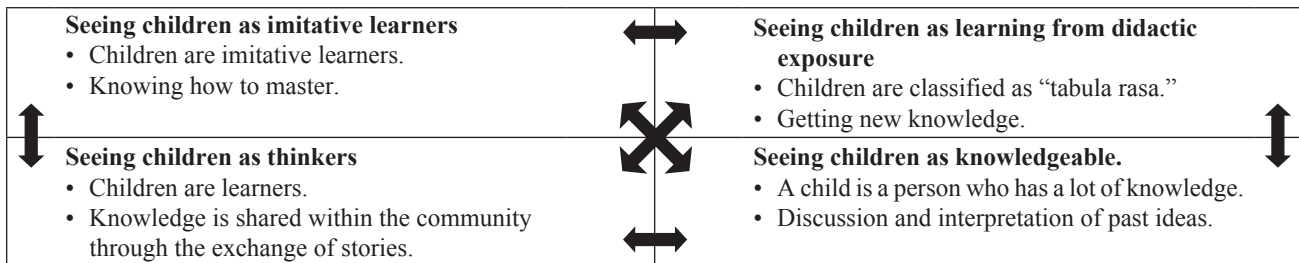 Seeing children as imitative learners
• Children are imitative learners.
• Knowing how to master.
Seeing children as learning from didactic
exposure
• Children are classified as “tabula rasa.”
• Getting new knowledge.
Seeing children as thinkers
• Children are learners.
• Knowledge is shared within the community
through the exchange of stories.
Seeing children as knowledgeable.
• A child is a person who has a lot of knowledge.
• Discussion and interpretation of past ideas.